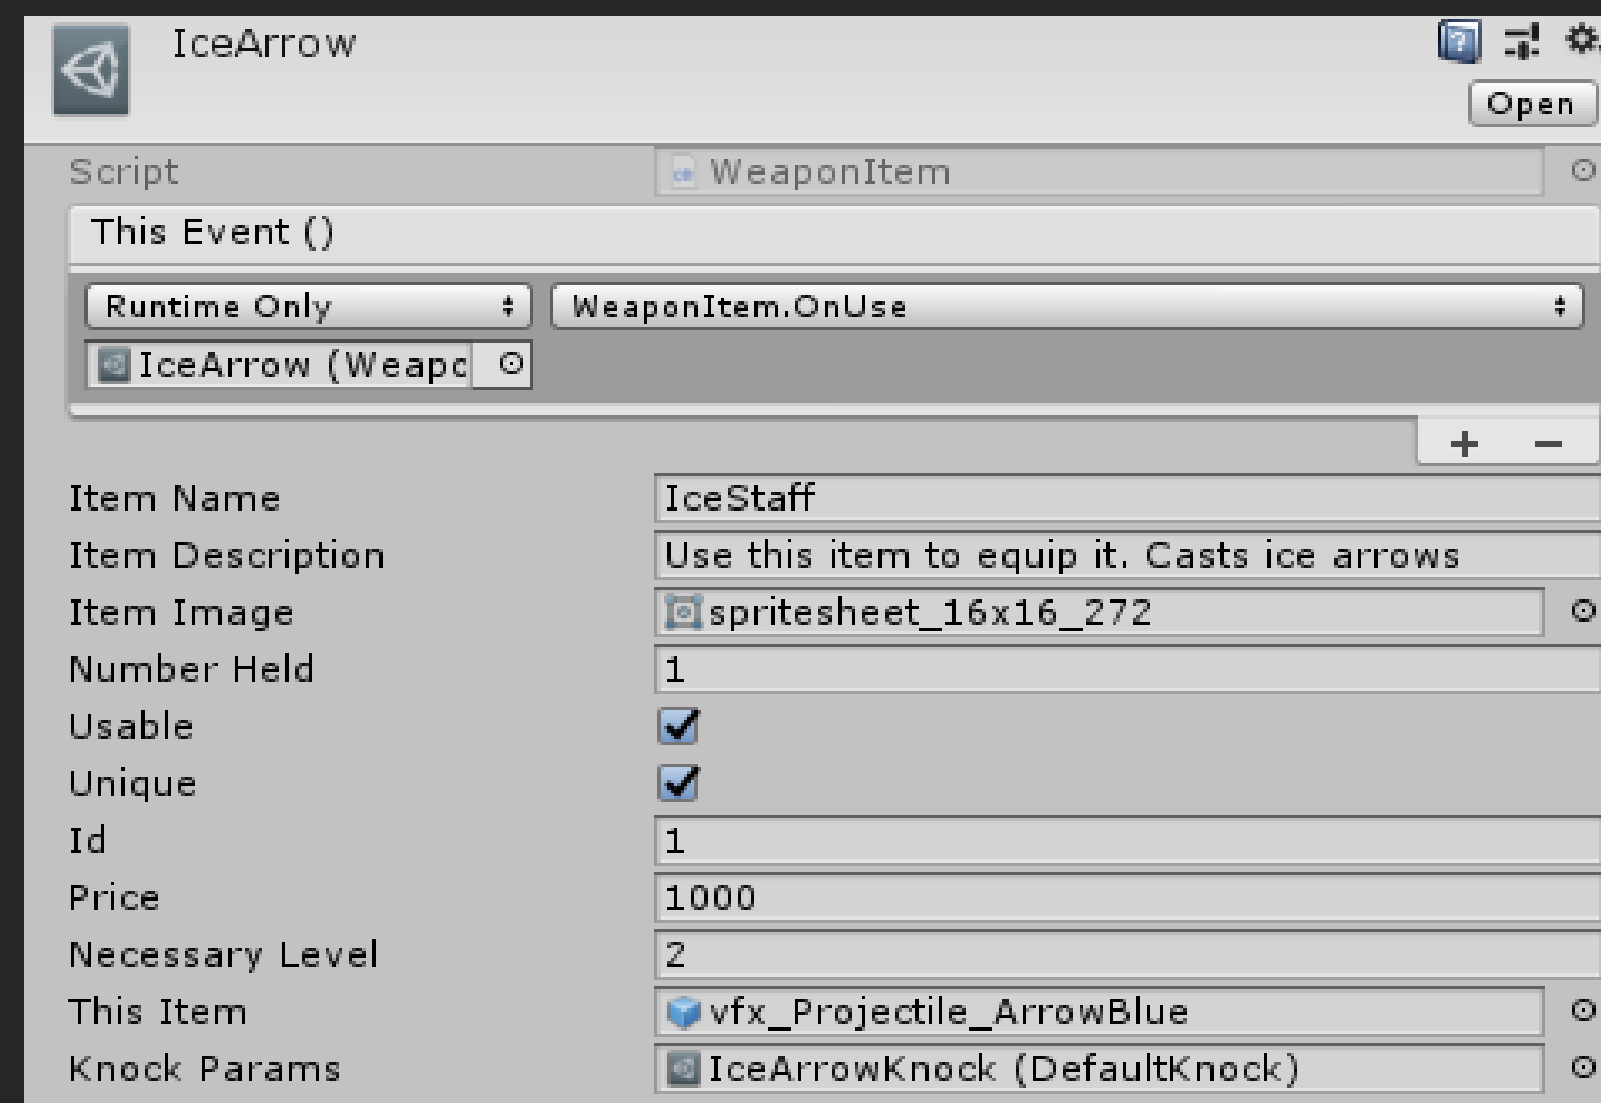 IceArrow
Open
Script WeaponItem
This Event ()
Runtime Only WeaponItem.OnUse
IceArrow (Weapc
Item Name IceStaff
Item Description Use this item to equip it. Casts ice arrows
Item Image spritesheet_16x16_272
Number Held 1
Usable
Unique
Id 1
Price 1000
Necessary Level 2
This Item vfx_Projectile_ArrowBlue
Knock Params IceArrowKnock (DefaultKnock)